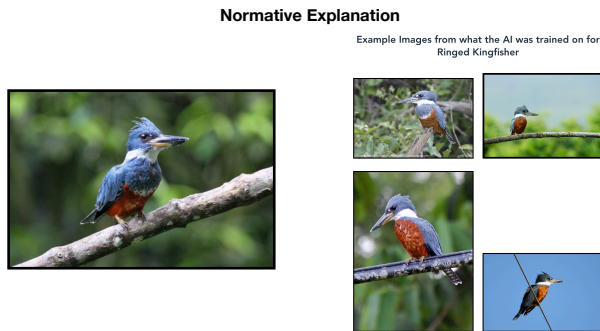 Normative Explanation
Example Images from what the AI was trained on for
Ringed Kingfisher